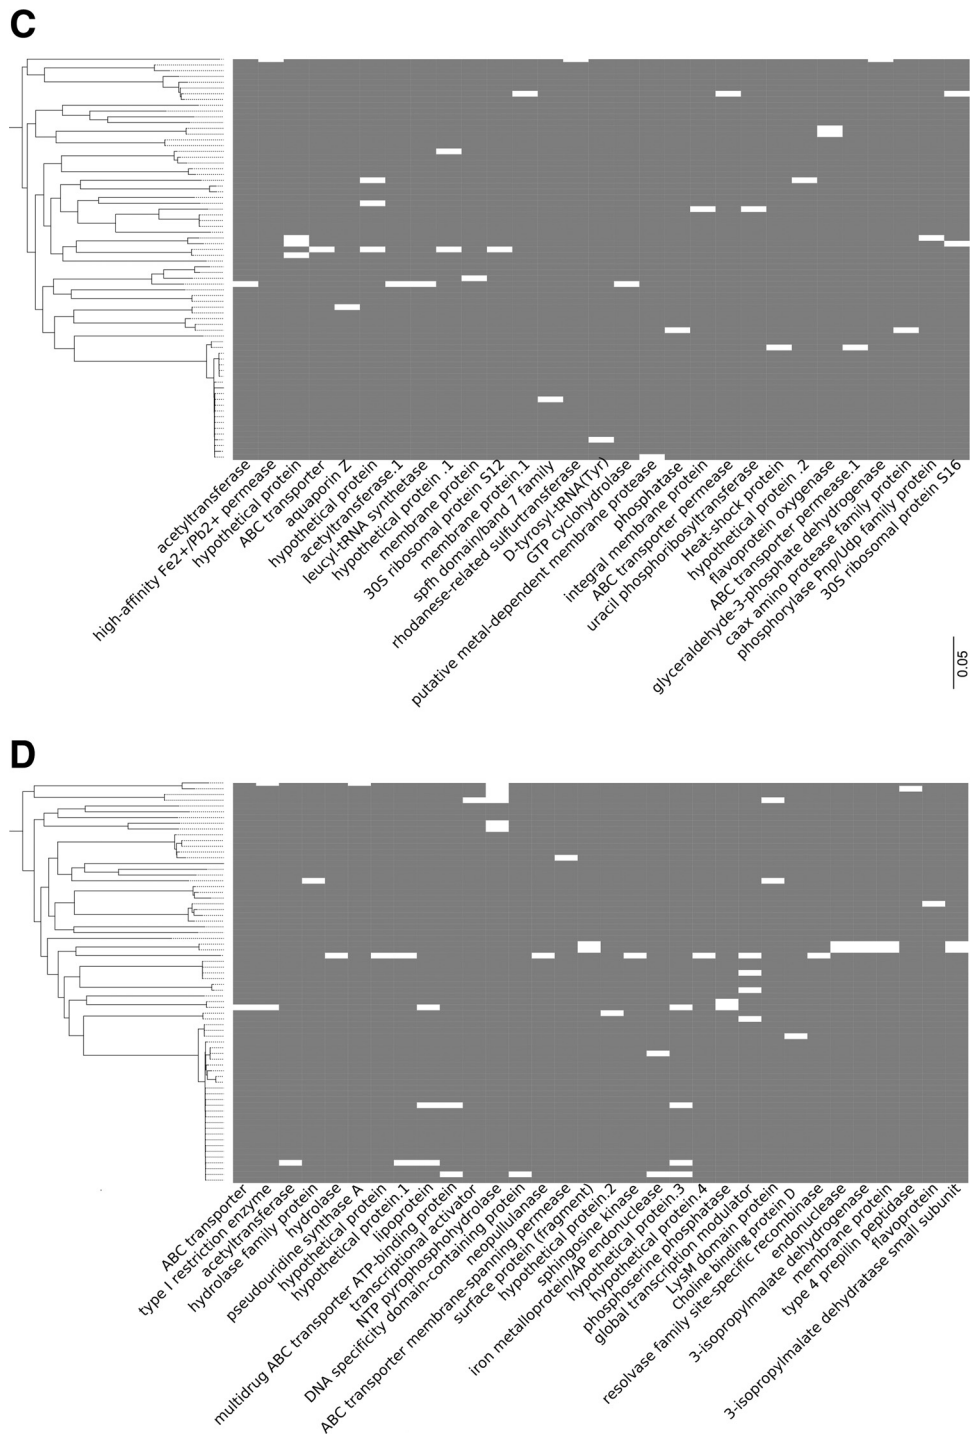 C
acetyltransferase
high-affinity Fe2+/Pb2+ permease
hypothetical protein
ABC transporter
aquaporin Z
hypothetical protein
acetyltransferase.1
leucyl-tRNA synthetase
hypothetical protein .1
membrane protein
30S ribosomal protein S12
membrane protein.1
spfh domain/band 7 family
rhodanese-related sulfurtransferase
D-tyrosyl-tRNA(Tyr)
GTP cyclohydrolase
putative metal-dependent membrane protease
phosphatase
integral membrane protein
ABC transporter permease
uracil phosphoribosyltransferase
Heat-shock protein
hypothetical protein .2
flavoprotein oxygenase
ABC transporter permease.1
glyceraldehyde-3-phosphate dehydrogenase
caax amino protease family protein
phosphorylase Pnp/Udp family protein
30S ribosomal protein S16
0.05
D
ABC transporter
type I restriction enzyme
acetyltransferase
hydrolase family protein
hydrolase
pseudouridine synthase A
hypothetical protein
hypothetical protein.1
lipoprotein
multidrug ABC transporter ATP-binding protein
transcriptional activator
NTP pyrophosphohydrolase
DNA specificity domain-containing protein
neopullulanase
ABC transporter membrane-spanning permease
surface protein (fragment)
hypothetical protein.2
sphingosine kinase
iron metalloprotein/AP endonuclease
hypothetical protein.3
hypothetical protein.4
phosphoserine phosphatase
global transcription modulator
LysM domain protein
Choline binding protein D
resolvase family site-specific recombinase
endonuclease
3-isopropylmalate dehydrogenase
membrane protein
type 4 prepilin peptidase
flavoprotein
3-isopropylmalate dehydratase small subunit